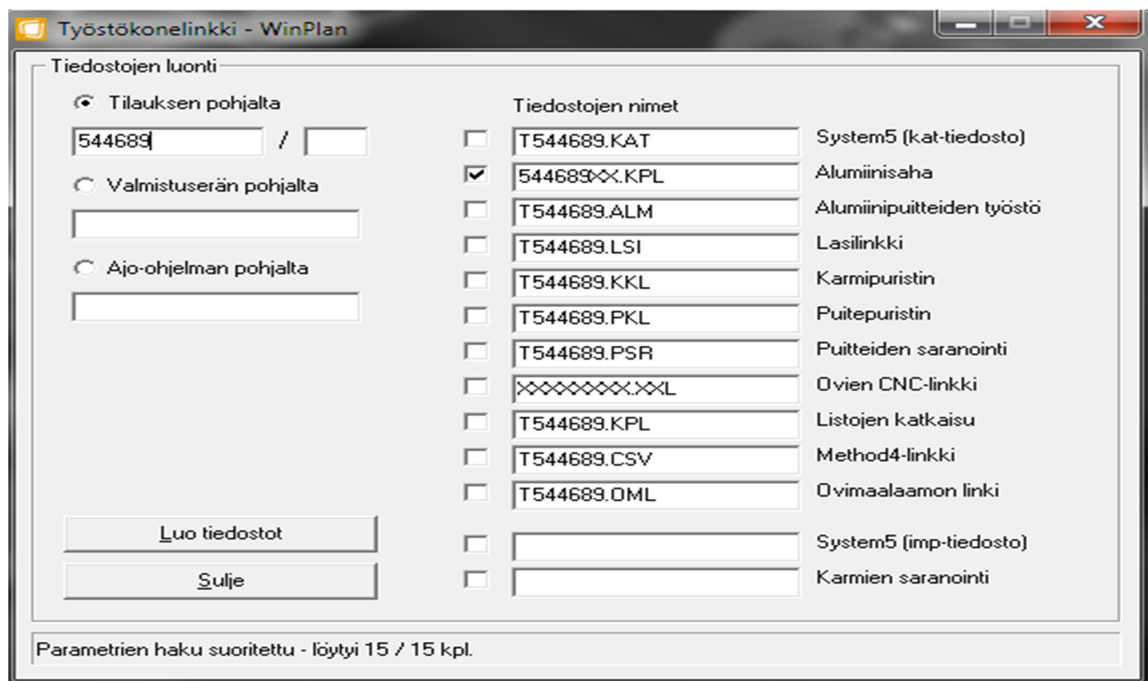 Työstökonelinkki - WinPlan
Tiedostojen luonti
Tilauksen pohjalta
544689 /
Valmistuserän pohjalta
Ajo-ohjelman pohjalta
Tiedostojen nimet
T544689.KAT System5 (kat-tiedosto)
544689XX.KPL Alumiinisaha
T544689.ALM Alumiinipuitteiden työstö
T544689.LSI Lasilinkki
T544689.KKL Karmipuristin
T544689.PKL Puitepuristin
T544689.PSR Puitteiden saranointi
XXXXXXXXX.XXL Ovien CNC-linkki
T544689.KPL Listojen katkaisu
T544689.CSV Method4-linkki
T544689.OML Ovimaalaamon linki
System5 (imp-tiedosto)
Karmien saranointi
Luo tiedostot
Sulje
Parametrien haku suoritettu - löytyi 15 / 15 kpl.